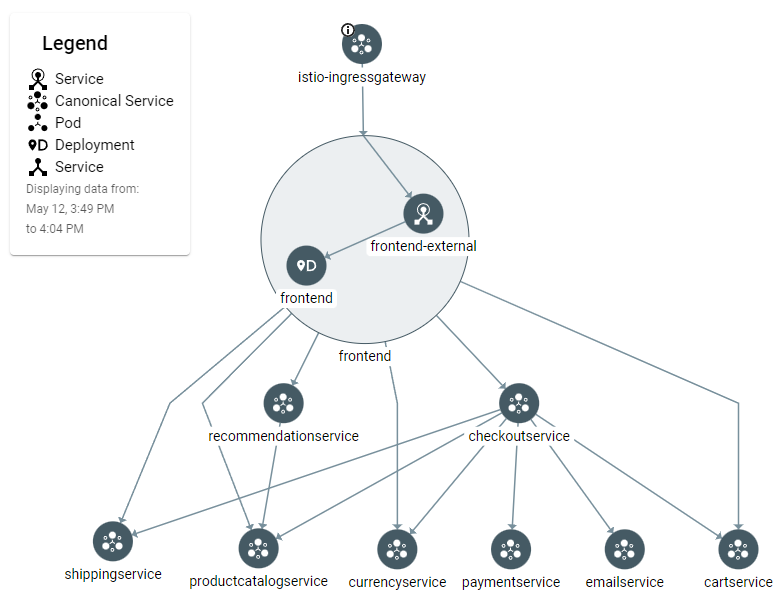 Legend
Service
Canonical Service
Pod
D Deployment
Service
Displaying data from:
May 12, 3:49 PM
to 4:04 PM
i
istio-ingressgateway
frontend-external
D
frontend
frontend
recommendationservice
checkoutservice
shippingservice
productcatalogservice
currencyservice
paymentservice
emailservice
cartservice